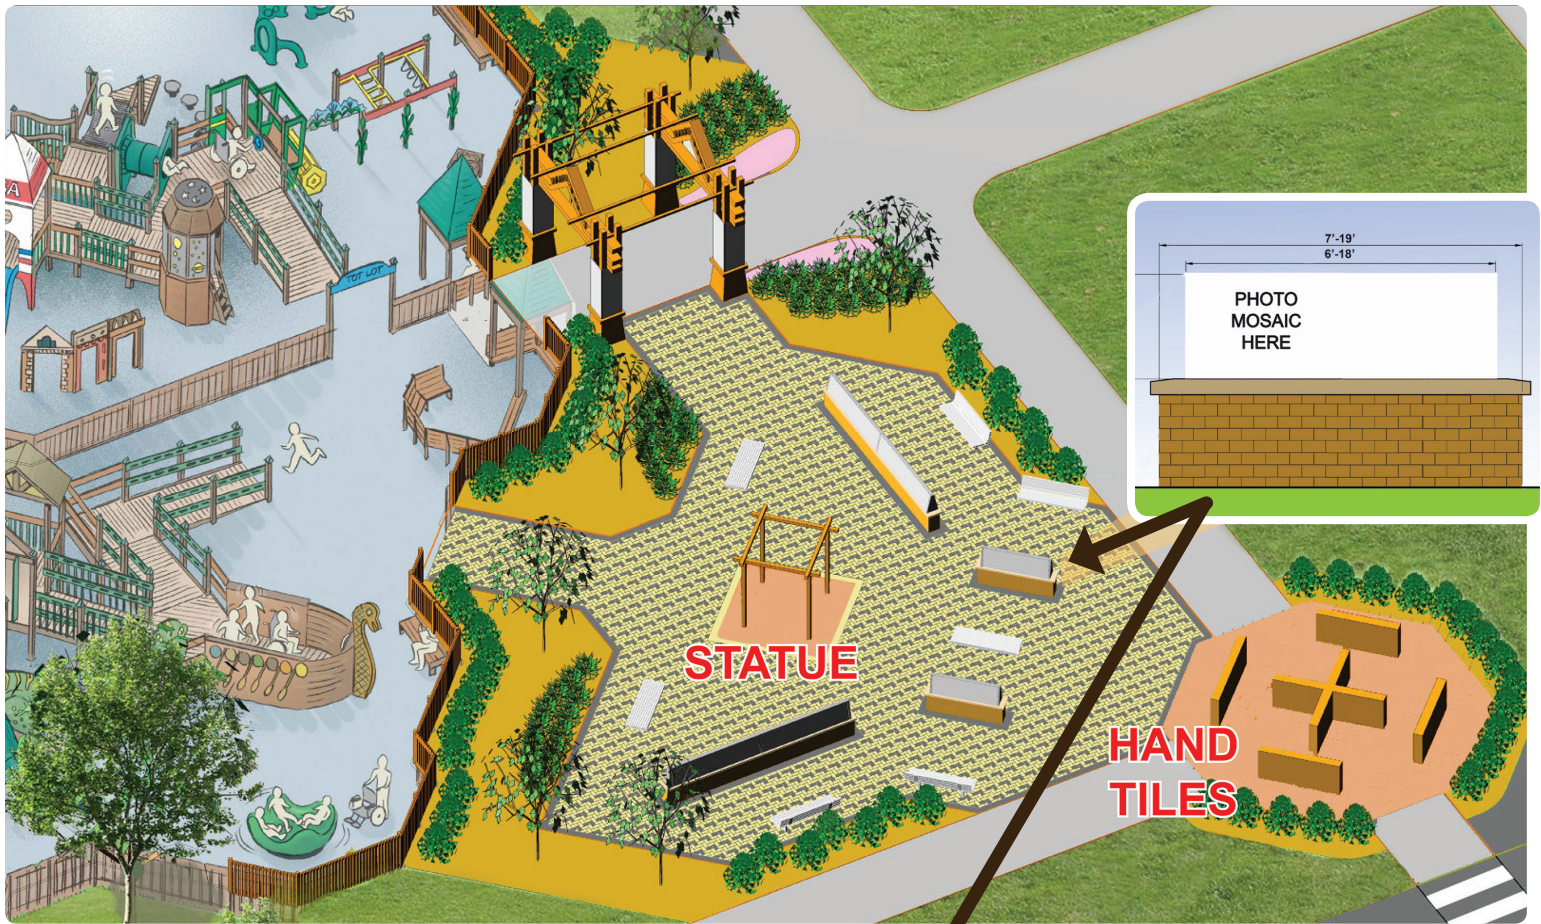 TOT LOT
7'-19'
6'-18'
PHOTO
MOSAIC
HERE
STATUE
HAND
TILES